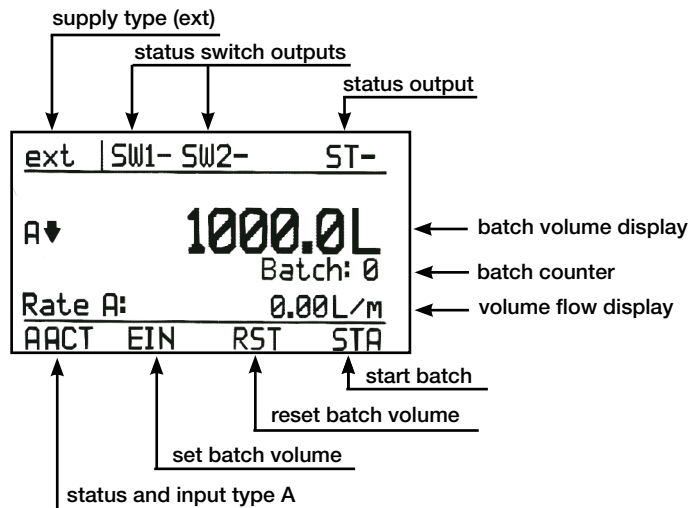 supply type (ext)
status switch outputs
status output
ext SW1- SW2- ST-
A 1000.0L
batch volume display
Batch: 0
batch counter
Rate A: 0.00L/m
volume flow display
AACT EIN RST STA
start batch
reset batch volume
set batch volume
status and input type A